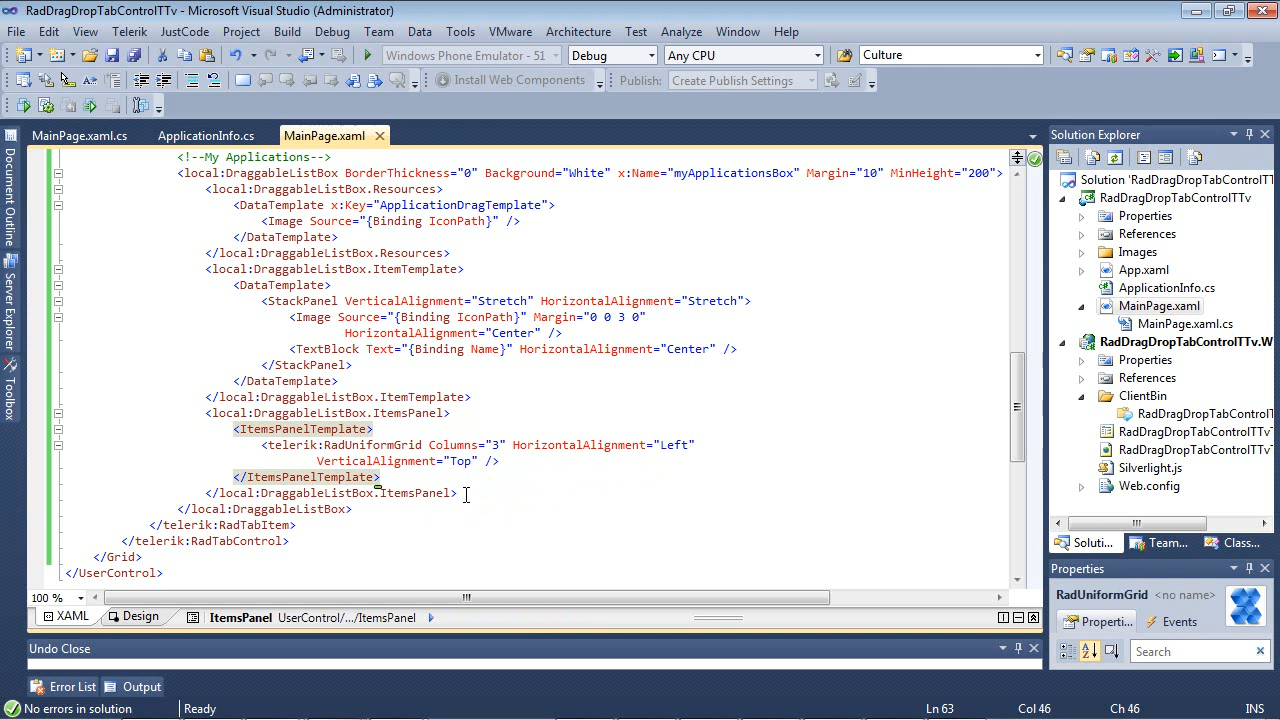 RadDragDropTabControlTTv - Microsoft Visual Studio (Administrator)
File Edit View Telerik JustCode Project Build Debug Team Data Tools VMware Architecture Test Analyze Window Help
Windows Phone Emulator - 51 Debug Any CPU Culture
Install Web Components Publish: Create Publish Settings
MainPage.xaml.cs ApplicationInfo.cs MainPage.xaml
<!--My Applications-->
<local:DraggableListBox BorderThickness="0" Background="White" x:Name="myApplicationsBox" Margin="10" MinHeight="200">
<local:DraggableListBox.Resources>
<DataTemplate x:Key="ApplicationDragTemplate">
<Image Source="{Binding IconPath}" />
</DataTemplate>
</local:DraggableListBox.Resources>
<local:DraggableListBox.ItemTemplate>
<DataTemplate>
<StackPanel VerticalAlignment="Stretch" HorizontalAlignment="Stretch">
<Image Source="{Binding IconPath}" Margin="0 0 3 0"
HorizontalAlignment="Center" />
<TextBlock Text="{Binding Name}" HorizontalAlignment="Center" />
</StackPanel>
</DataTemplate>
</local:DraggableListBox.ItemTemplate>
<local:DraggableListBox.ItemsPanel>
<ItemsPanelTemplate>
<telerik:RadUniformGrid Columns="3" HorizontalAlignment="Left"
VerticalAlignment="Top" />
</ItemsPanelTemplate>
</local:DraggableListBox.ItemsPanel>
</local:DraggableListBox>
</telerik:RadTabItem>
</telerik:RadTabControl>
</Grid>
</UserControl>
100 %
XAML Design ItemsPanel UserControl/.../ItemsPanel
Undo Close
Error List Output
No errors in solution Ready Ln 63 Col 46 Ch 46 INS
Document Outline
Server Explorer
Toolbox
Solution Explorer
Solution 'RadDragDropTabControlTT
RadDragDropTabControlTTv
Properties
References
Images
App.xaml
ApplicationInfo.cs
MainPage.xaml
MainPage.xaml.cs
RadDragDropTabControlTTv.W
Properties
References
ClientBin
RadDragDropTabControlT
RadDragDropTabControlTTv
RadDragDropTabControlTTv
Silverlight.js
Web.config
Soluti... Team... Class...
Properties
RadUniformGrid <no name>
Properti... Events
Search